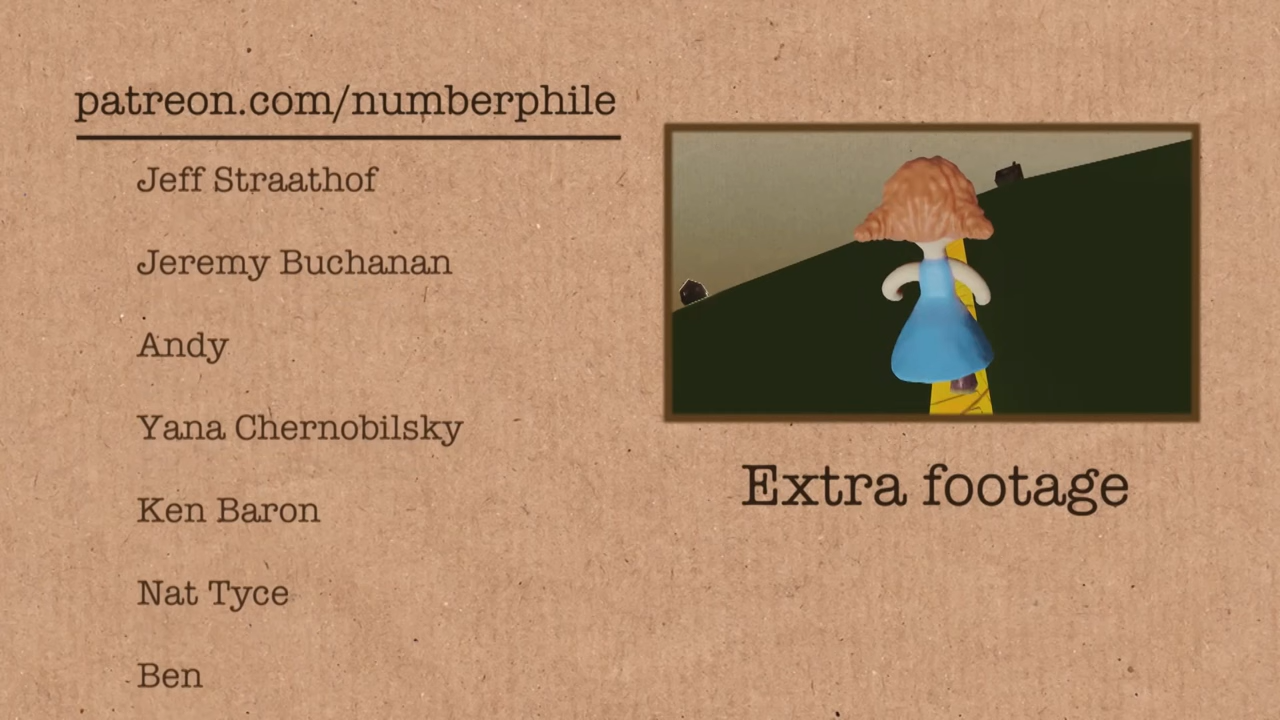 patreon.com/numberphile
Jeff Straathof
Jeremy Buchanan
Andy
Yana Chernobilsky
Ken Baron
Nat Tyce
Ben
Extra footage